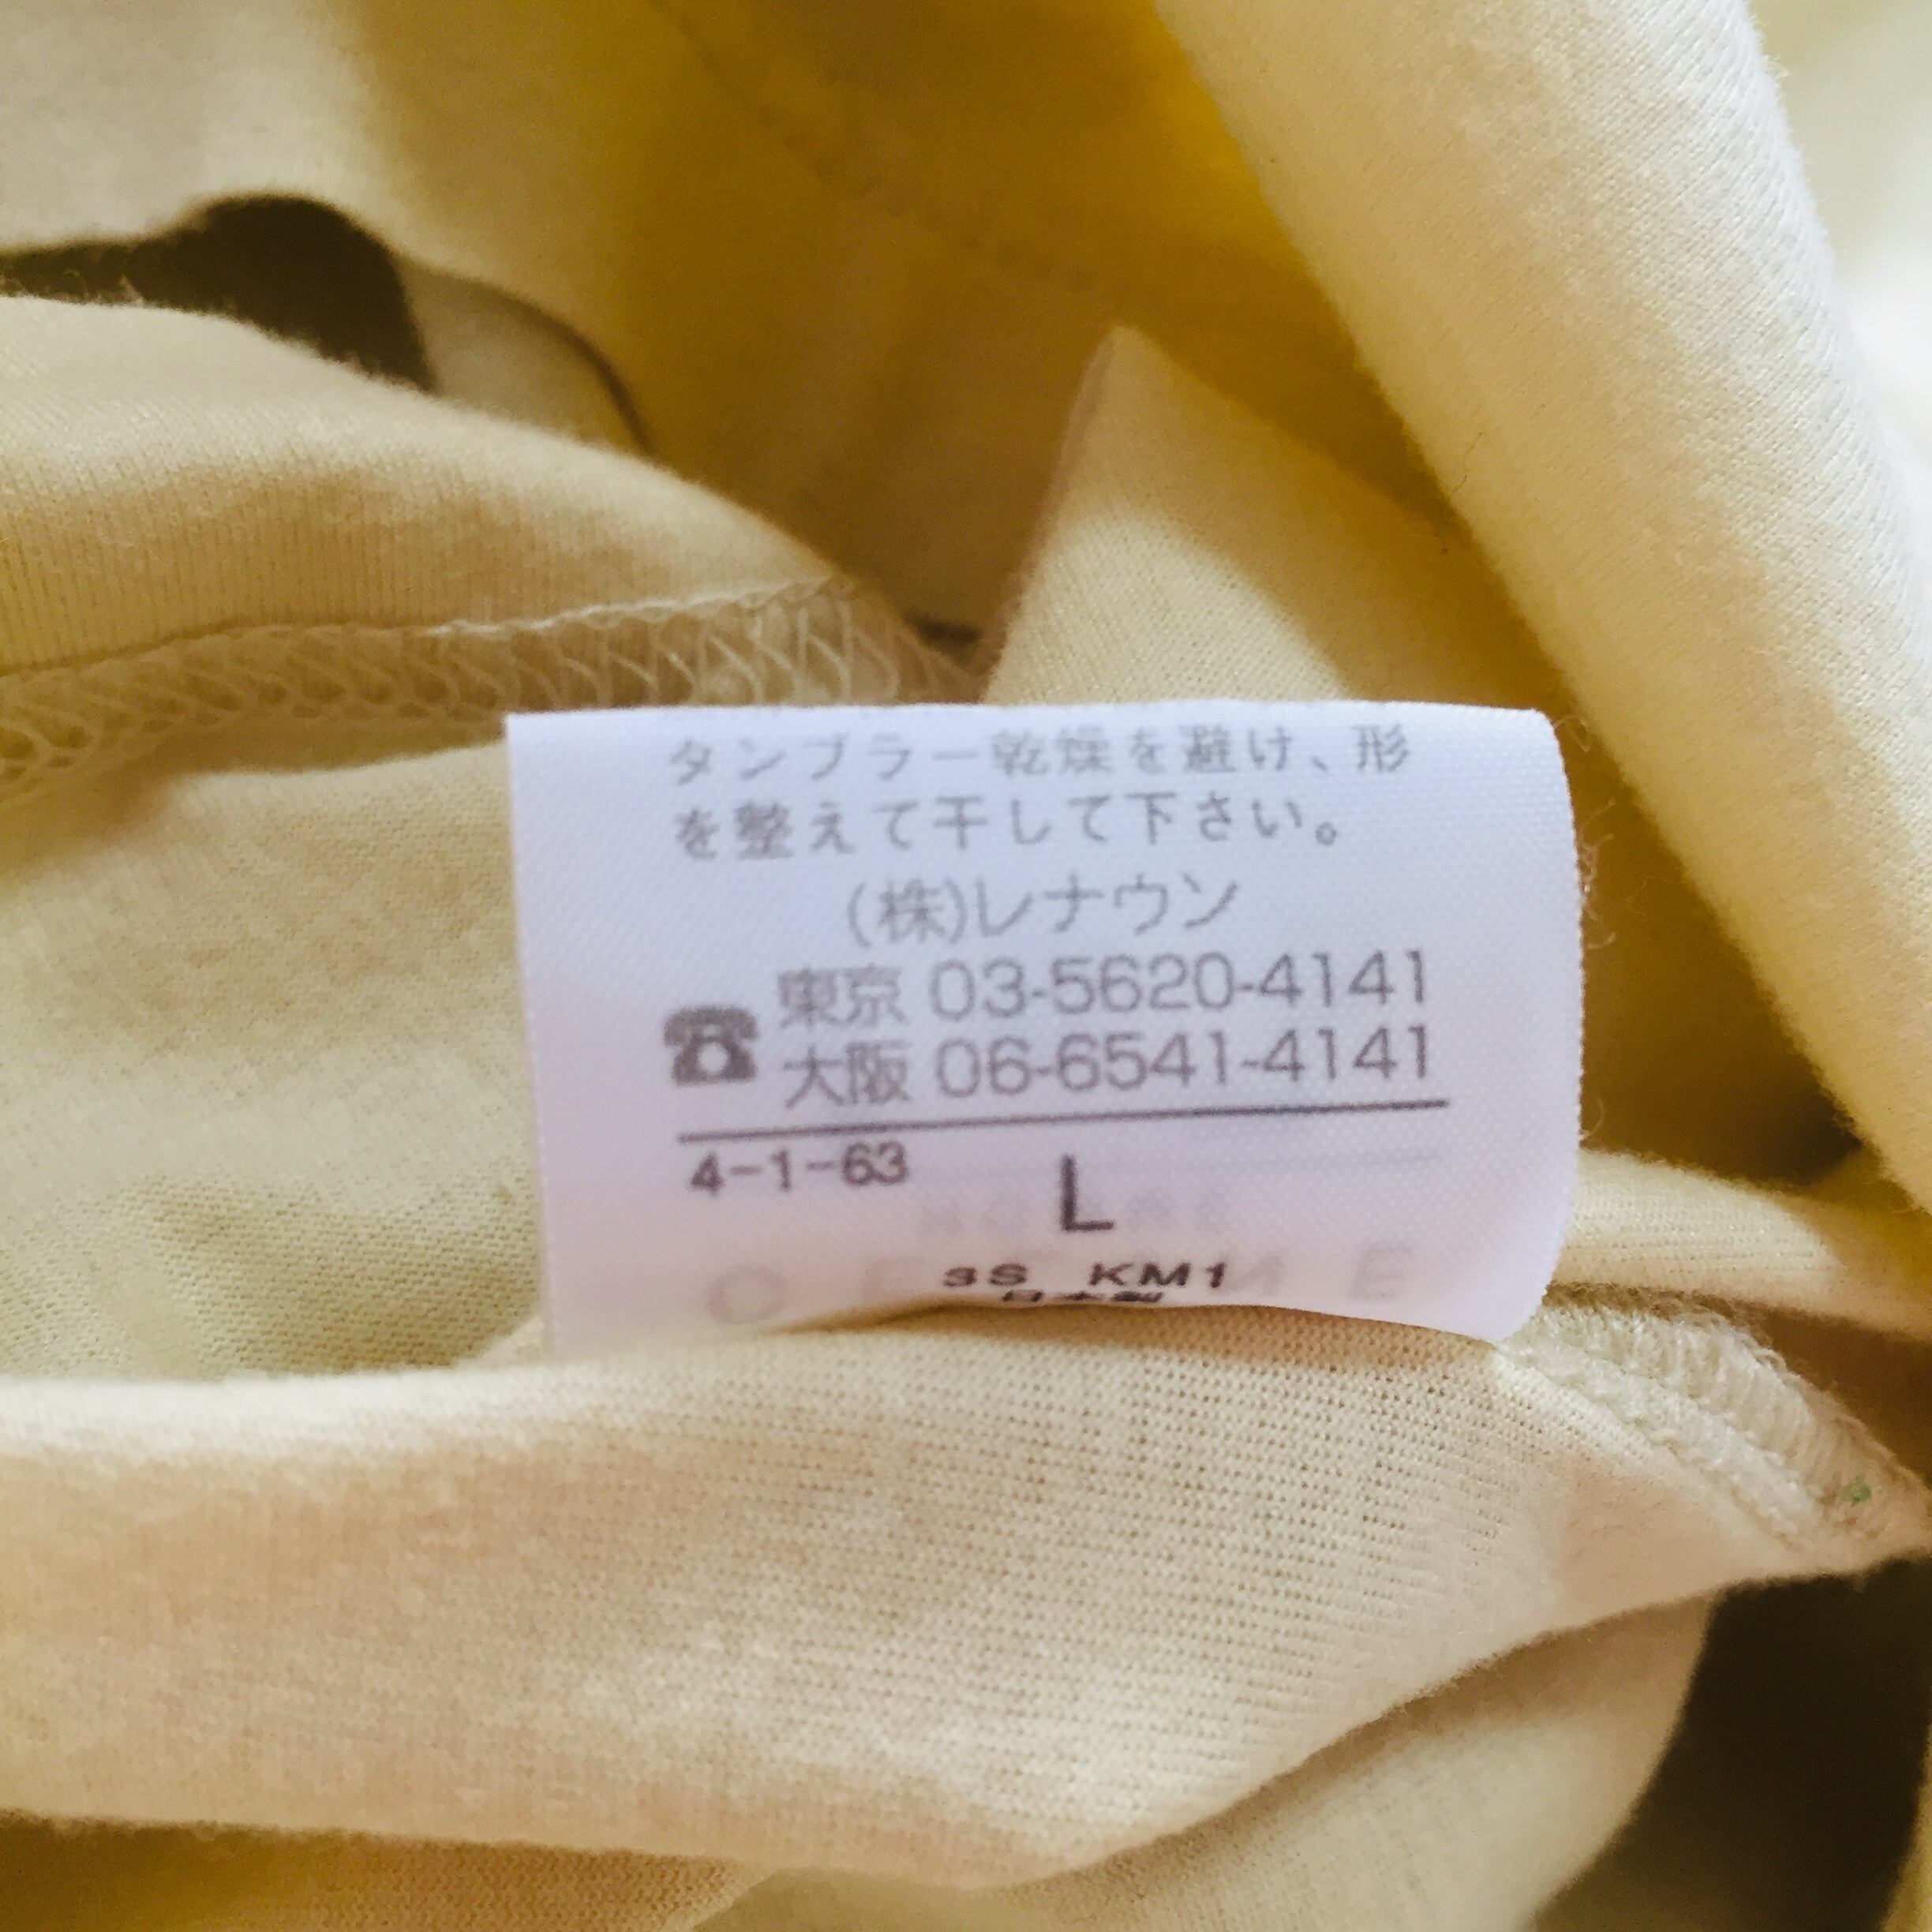 タンブラー乾燥を避け、形
を整えて干して下さい。
(株)レナウン
☎ 東京 03-5620-4141
大阪 06-6541-4141
4-1-63
L
3S KM1
日本製